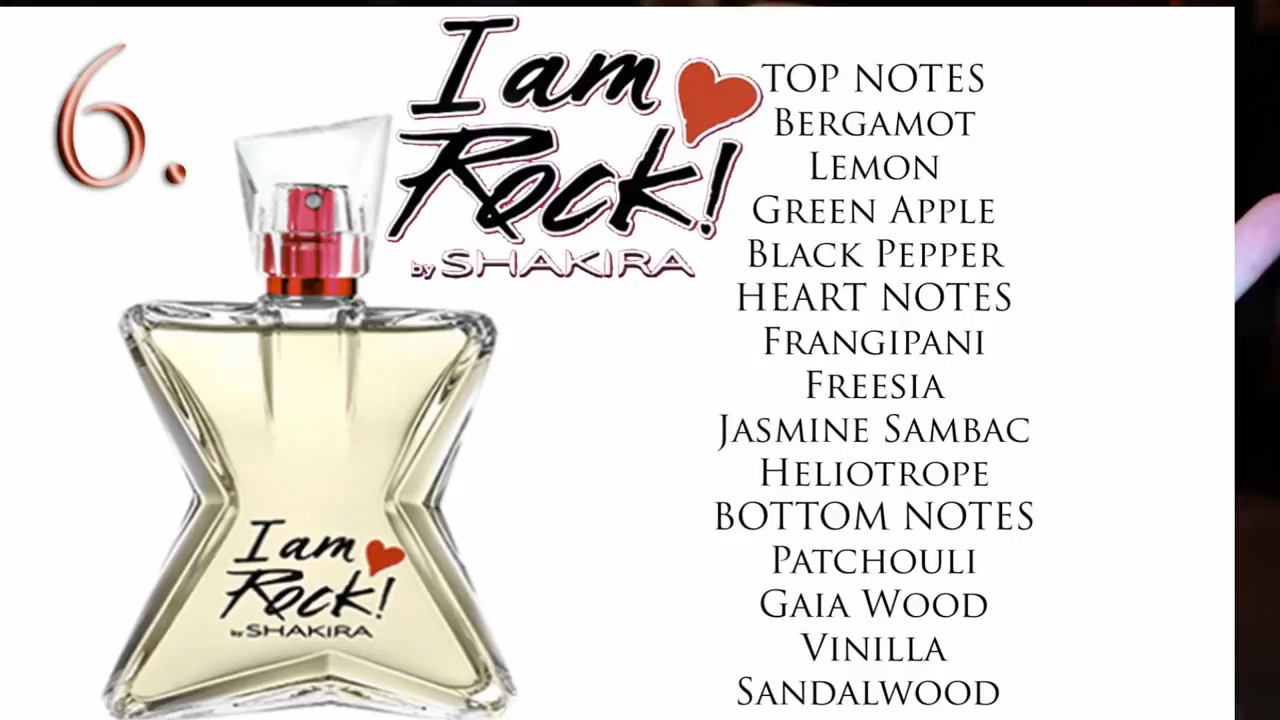 6.
I am
Rock!
by SHAKIRA
TOP NOTES
BERGAMOT
LEMON
GREEN APPLE
BLACK PEPPER
HEART NOTES
FRANGIPANI
FREESIA
JASMINE SAMBAC
HELIOTROPE
BOTTOM NOTES
PATCHOULI
GAIA WOOD
VINILLA
SANDALWOOD
I am
Rock!
by SHAKIRA